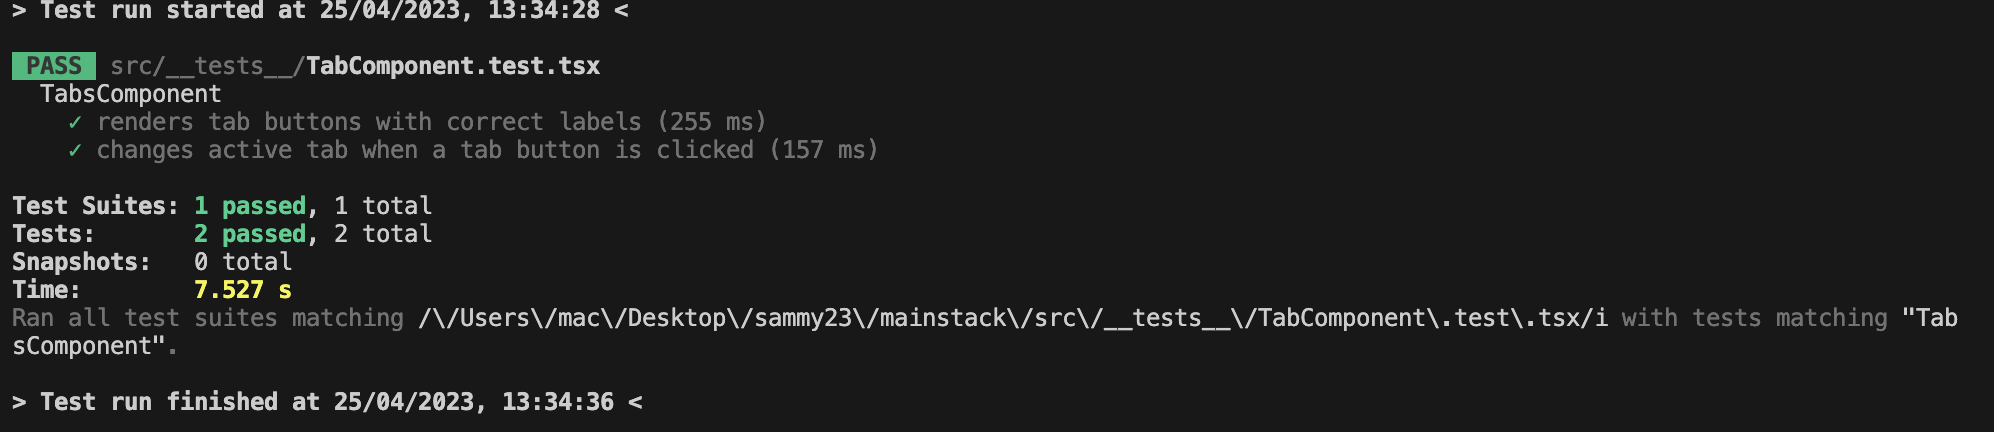 > Test run started at 25/04/2023, 13:34:28 <
PASS src/__tests__/TabComponent.test.tsx
TabsComponent
✓ renders tab buttons with correct labels (255 ms)
✓ changes active tab when a tab button is clicked (157 ms)
Test Suites: 1 passed, 1 total
Tests: 2 passed, 2 total
Snapshots: 0 total
Time: 7.527 s
Ran all test suites matching /\/Users\/mac\/Desktop\/sammy23\/mainstack\/src\/__tests__\/TabComponent\.test\.tsx/i with tests matching "Tab
sComponent".
> Test run finished at 25/04/2023, 13:34:36 <